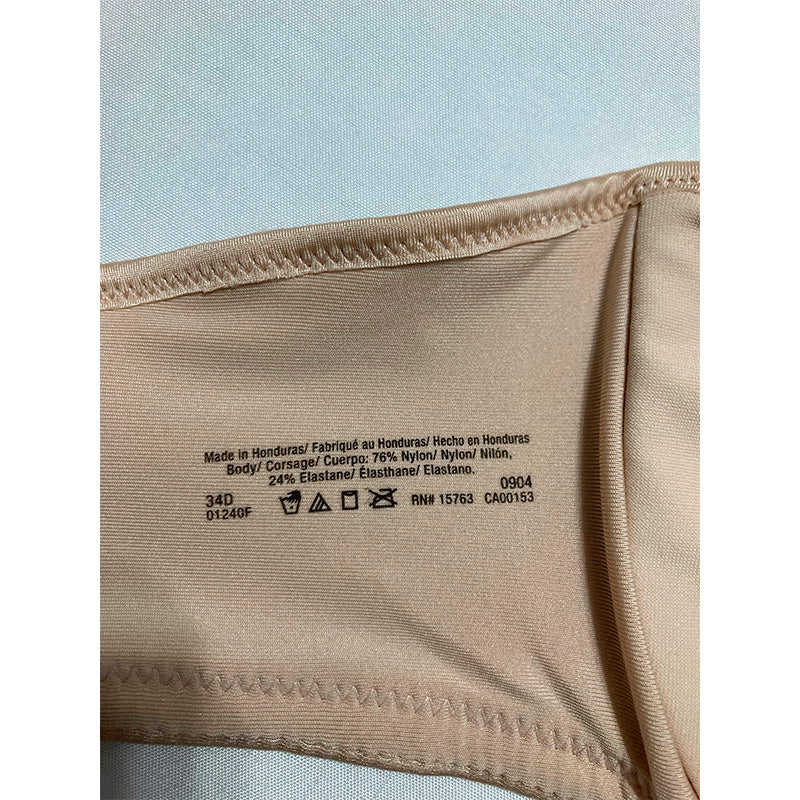 Made in Honduras/ Fabriqué au Honduras/ Hecho en Honduras
Body/ Corsage/ Cuerpo: 76% Nylon/ Nylon/ Nilón,
24% Elastane/ Élasthane/ Elastano.
34D 0904
01240F RN# 15763 CA00153